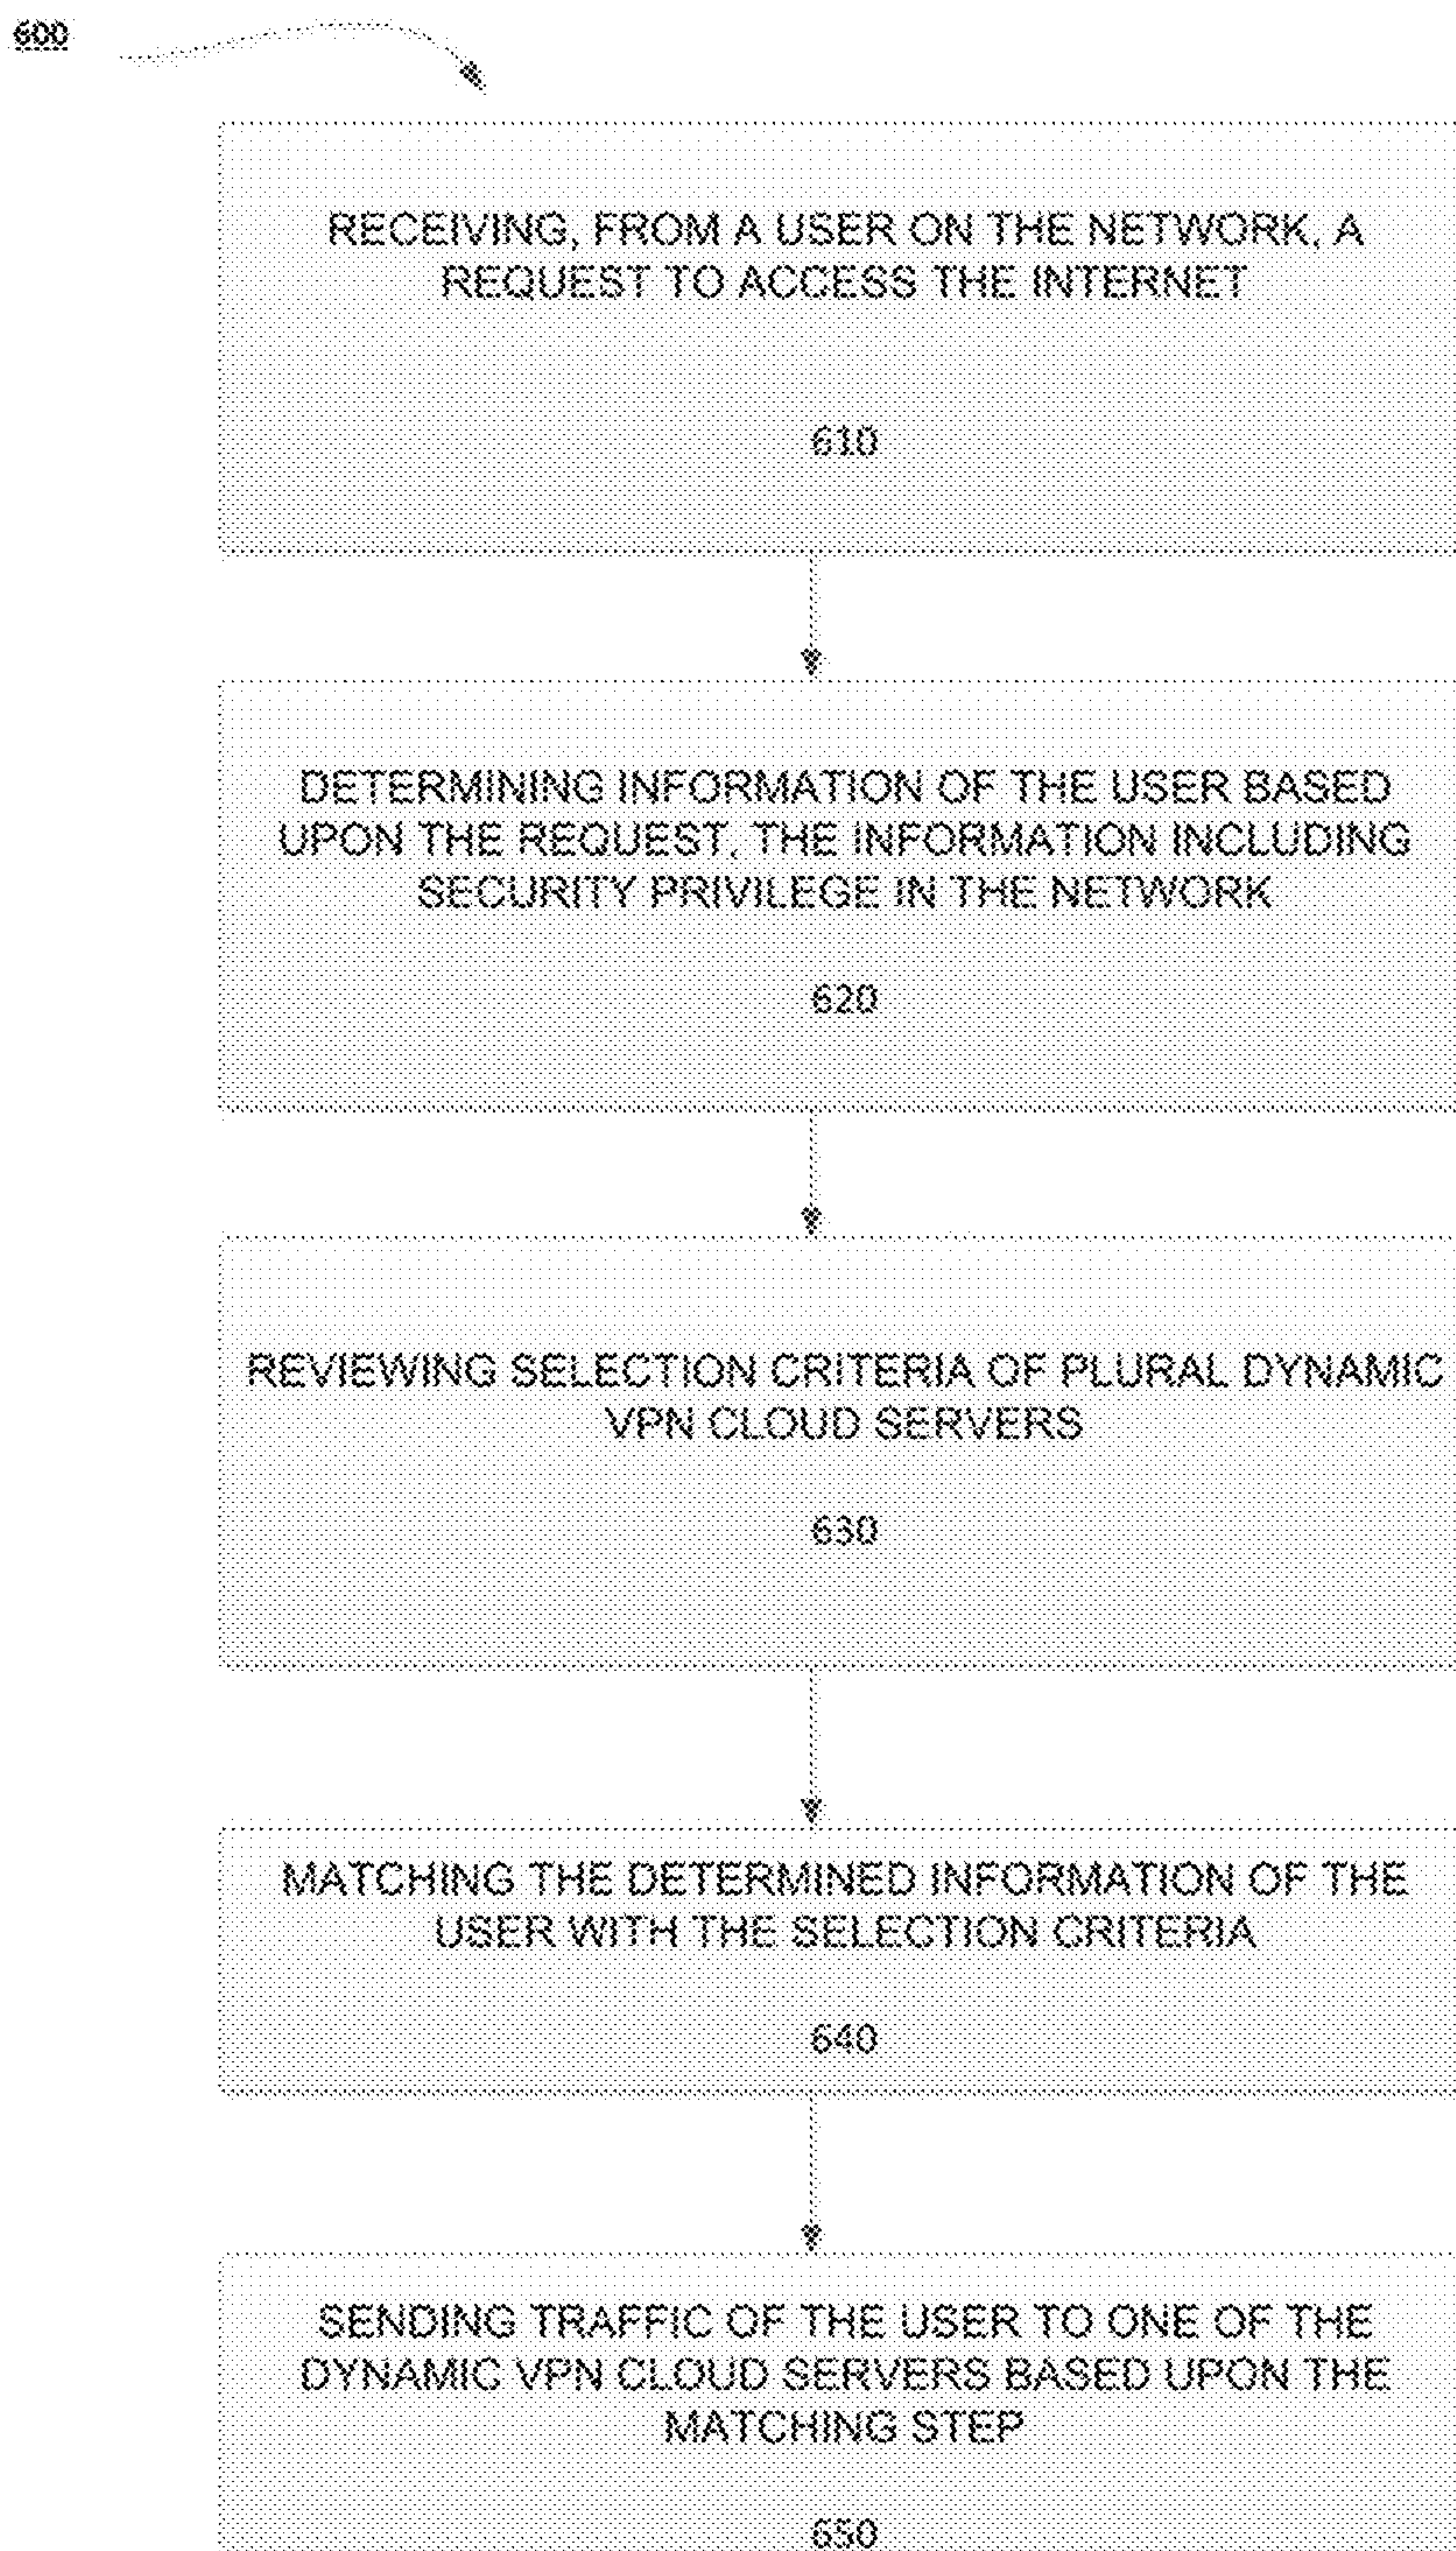 600
RECEIVING, FROM A USER ON THE NETWORK, A
REQUEST TO ACCESS THE INTERNET
610
DETERMINING INFORMATION OF THE USER BASED
UPON THE REQUEST, THE INFORMATION INCLUDING
SECURITY PRIVILEGE IN THE NETWORK
620
REVIEWING SELECTION CRITERIA OF PLURAL DYNAMIC
VPN CLOUD SERVERS
630
MATCHING THE DETERMINED INFORMATION OF THE
USER WITH THE SELECTION CRITERIA
640
SENDING TRAFFIC OF THE USER TO ONE OF THE
DYNAMIC VPN CLOUD SERVERS BASED UPON THE
MATCHING STEP
650